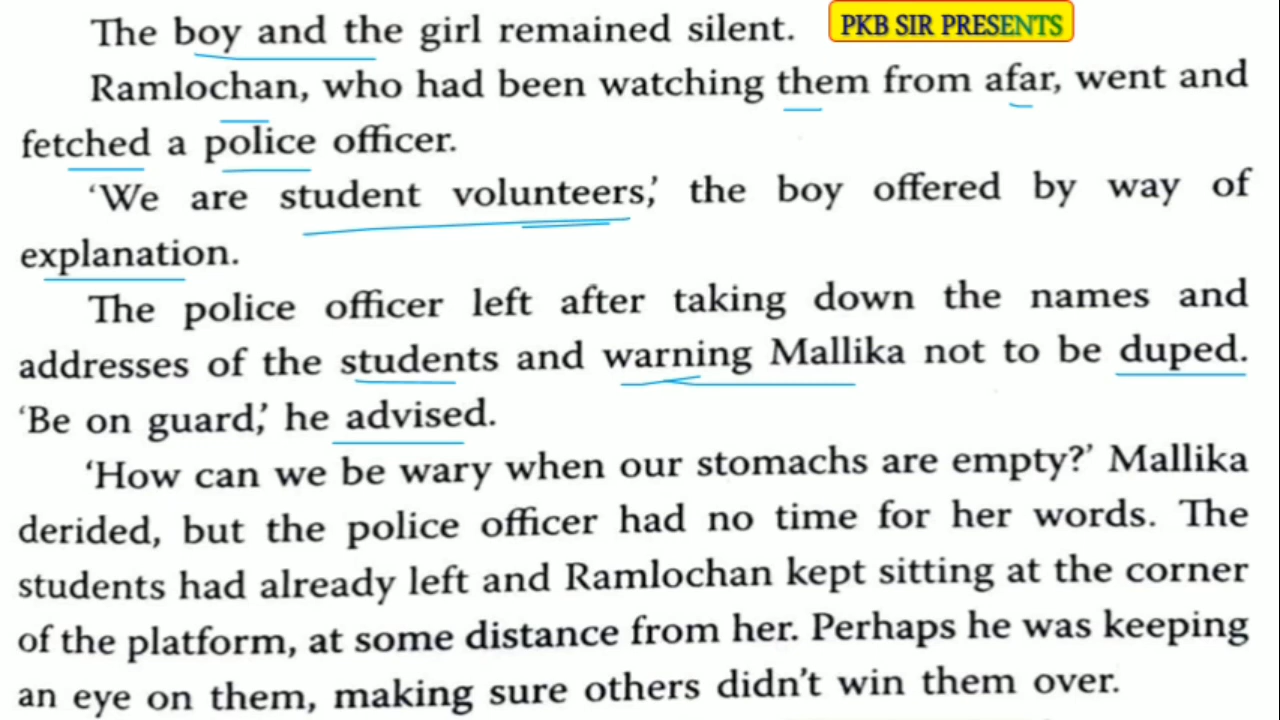 The boy and the girl remained silent. PKB SIR PRESENTS
Ramlochan, who had been watching them from afar, went and
fetched a police officer.
‘We are student volunteers,’ the boy offered by way of
explanation.
The police officer left after taking down the names and
addresses of the students and warning Mallika not to be duped.
‘Be on guard,’ he advised.
‘How can we be wary when our stomachs are empty?’ Mallika
derided, but the police officer had no time for her words. The
students had already left and Ramlochan kept sitting at the corner
of the platform, at some distance from her. Perhaps he was keeping
an eye on them, making sure others didn’t win them over.